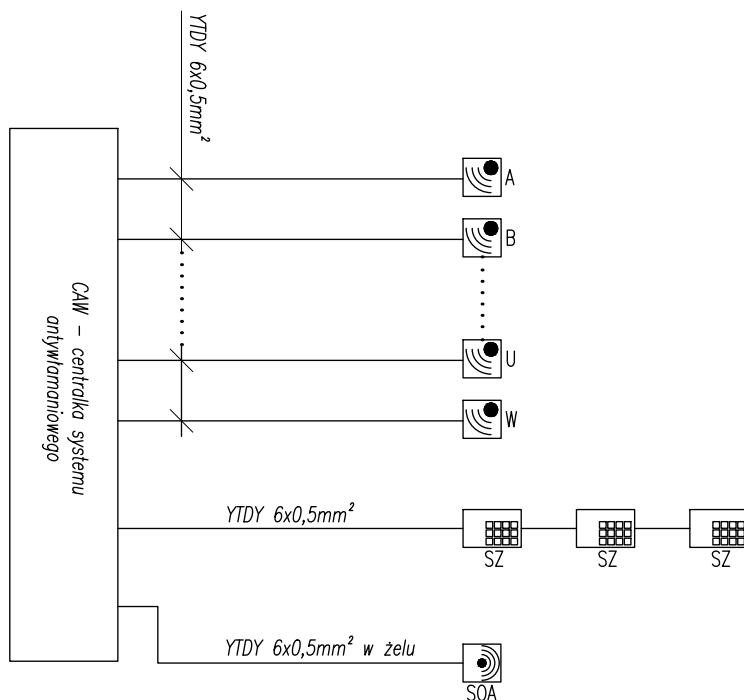 YTDY 6x0,5mm²
A
B
U
W
CAW – centralka systemu
antywłamaniowego
YTDY 6x0,5mm²
SZ SZ SZ
YTDY 6x0,5mm² w żelu
SOA